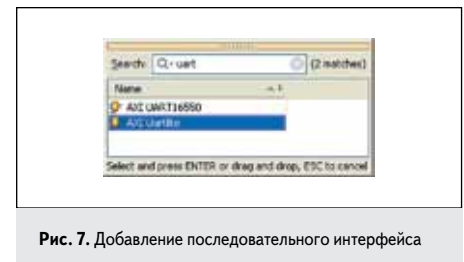 Search: uart (2 matches)
Name
AXI UART16550
AXI Uartlite
Select and press ENTER or drag and drop, ESC to cancel
Рис. 7. Добавление последовательного интерфейса